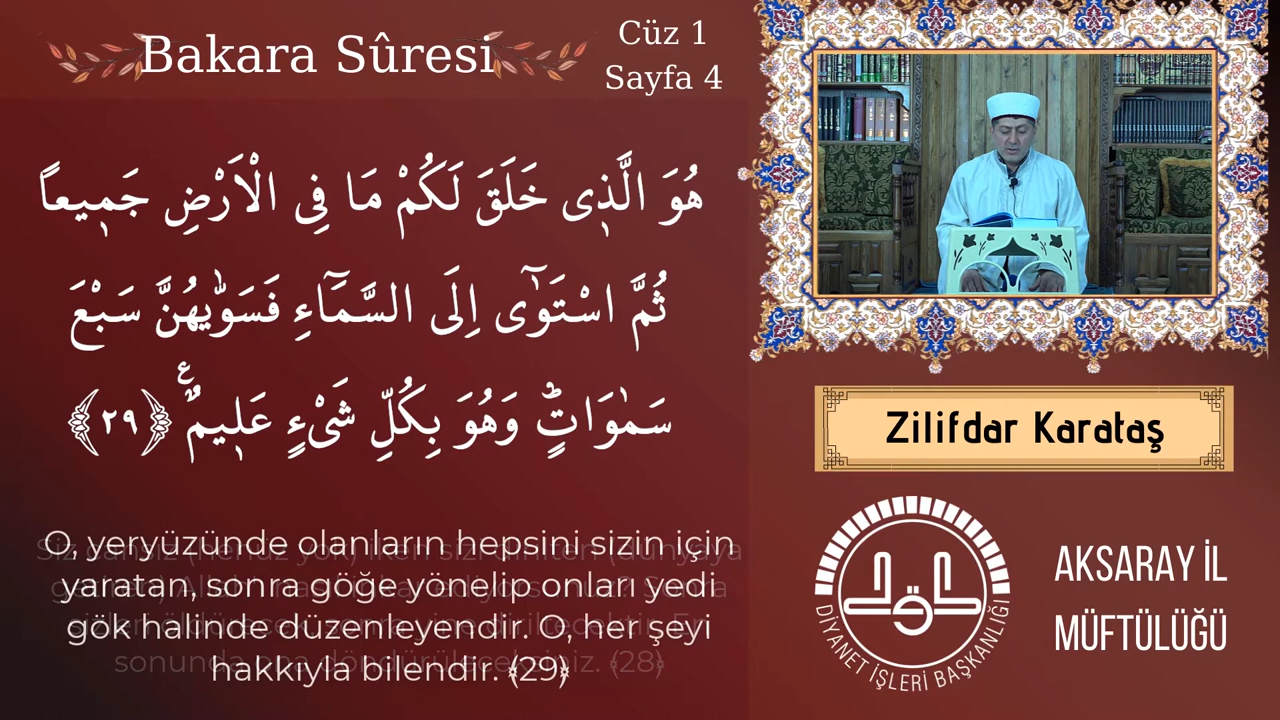 Bakara Sûresi
Cüz 1
Sayfa 4
هُوَ الَّذ۪ى خَلَقَ لَكُمْ مَا فِى الْاَرْضِ جَم۪يعاً
ثُمَّ اسْتَوٰٓى اِلَى السَّمَٓاءِ فَسَوّٰيهُنَّ سَبْعَ
سَمٰوَاتٍۜ وَهُوَ بِكُلِّ شَىْءٍ عَل۪يمٌ۟ ﴿٢٩﴾
ع
O, yeryüzünde olanların hepsini sizin için
yaratan, sonra göğe yönelip onları yedi
gök halinde düzenleyendir. O, her şeyi
hakkıyla bilendir. ﴾29﴿
Zilifdar Karataş
DİYANET İŞLERİ BAŞKANLIĞI
AKSARAY İL
MÜFTÜLÜĞÜ